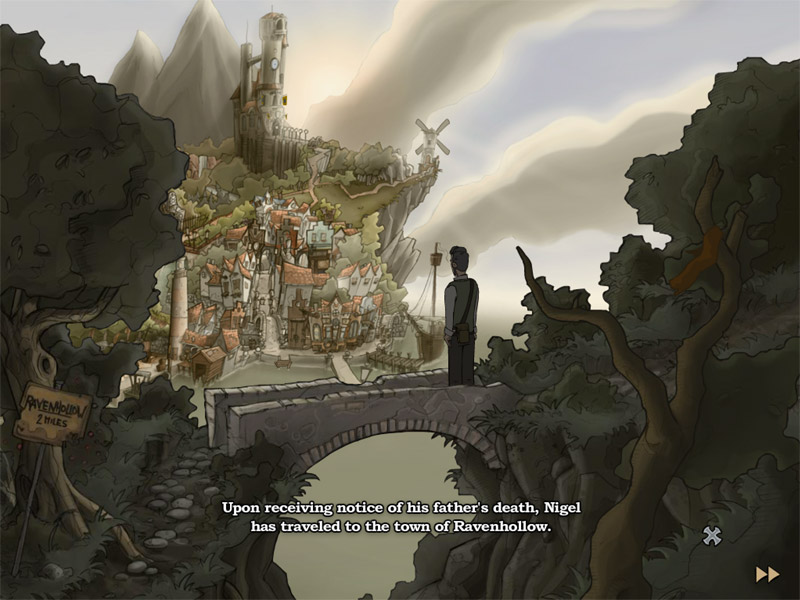 RAVENHOLLOW
2 MILES
Upon receiving notice of his father's death, Nigel
has traveled to the town of Ravenhollow.